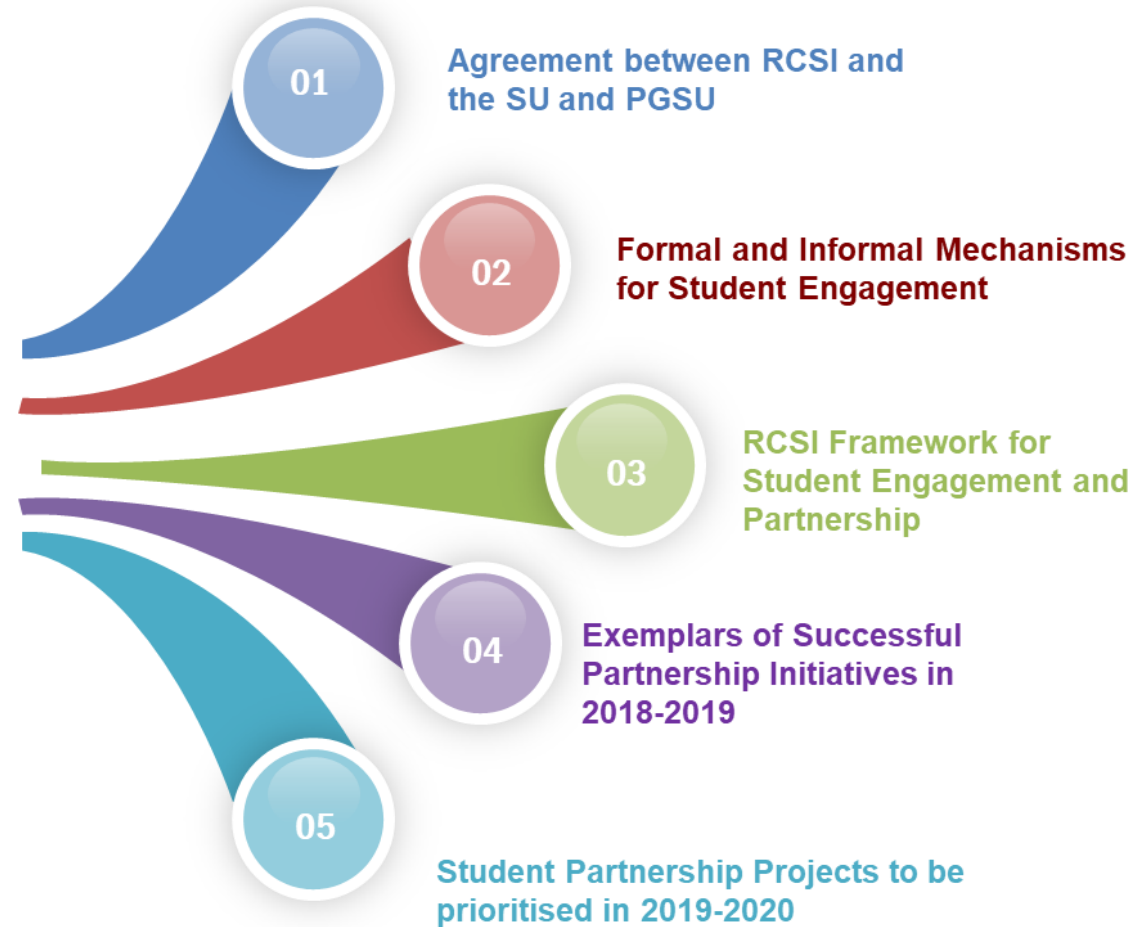 01
Agreement between RCSI and
the SU and PGSU
02
Formal and Informal Mechanisms
for Student Engagement
03
RCSI Framework for
Student Engagement and
Partnership
04
Exemplars of Successful
Partnership Initiatives in
2018-2019
05
Student Partnership Projects to be
prioritised in 2019-2020